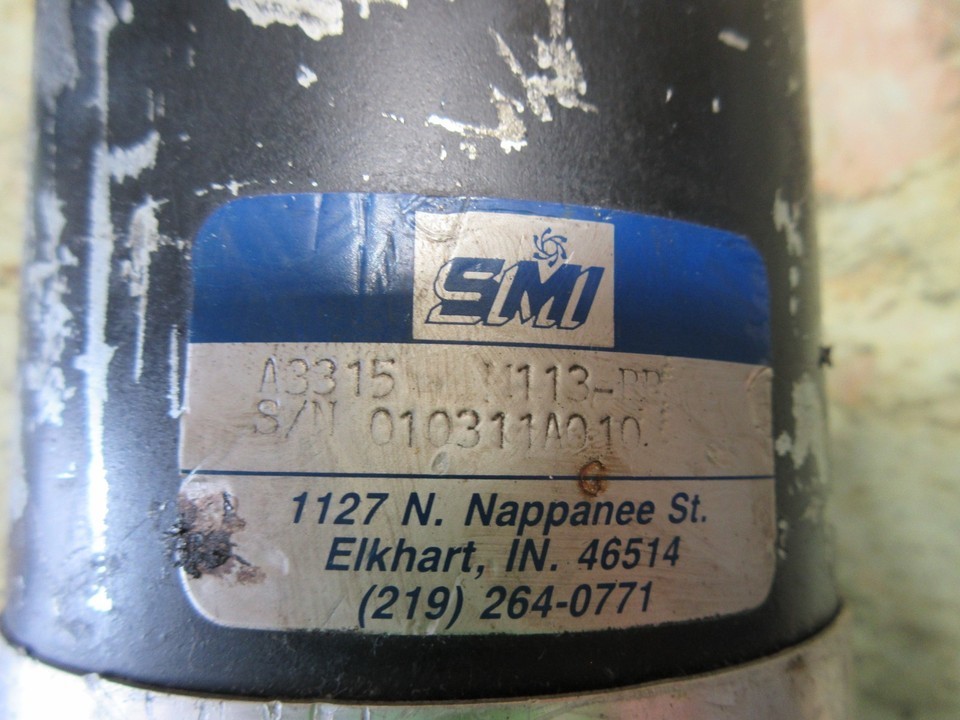 SMI
A3315
S/N 010311A010
1127 N. Nappanee St.
Elkhart, IN. 46514
(219) 264-0771